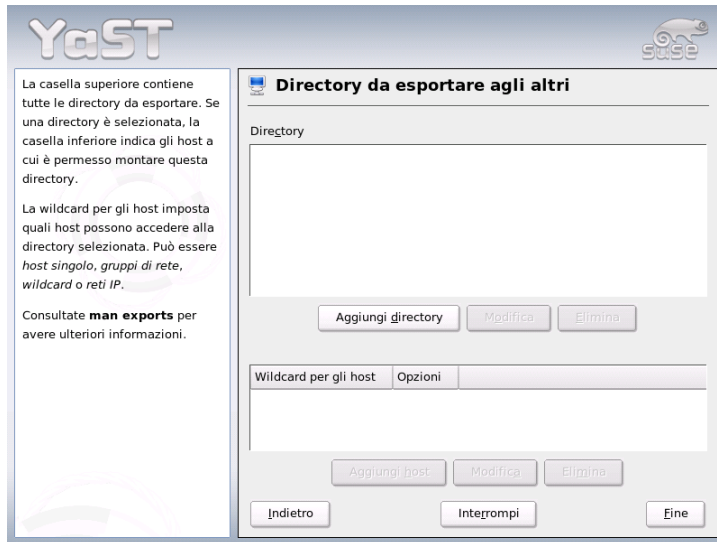 YaST
SUSE
La casella superiore contiene
tutte le directory da esportare. Se
una directory è selezionata, la
casella inferiore indica gli host a
cui è permesso montare questa
directory.
La wildcard per gli host imposta
quali host possono accedere alla
directory selezionata. Può essere
host singolo, gruppi di rete,
wildcard o reti IP.
Consultate man exports per
avere ulteriori informazioni.
Directory da esportare agli altri
Directory
Aggiungi directory Modifica Elimina
Wildcard per gli host Opzioni
Aggiungi host Modifica Elimina
Indietro Interrompi Fine